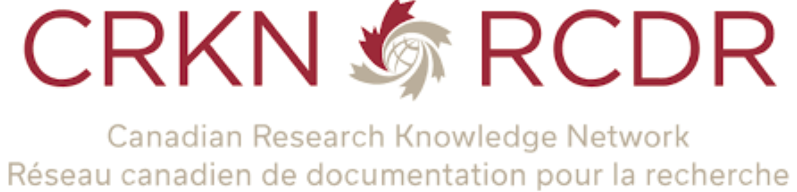 CRKN RCDR
Canadian Research Knowledge Network
Réseau canadien de documentation pour la recherche